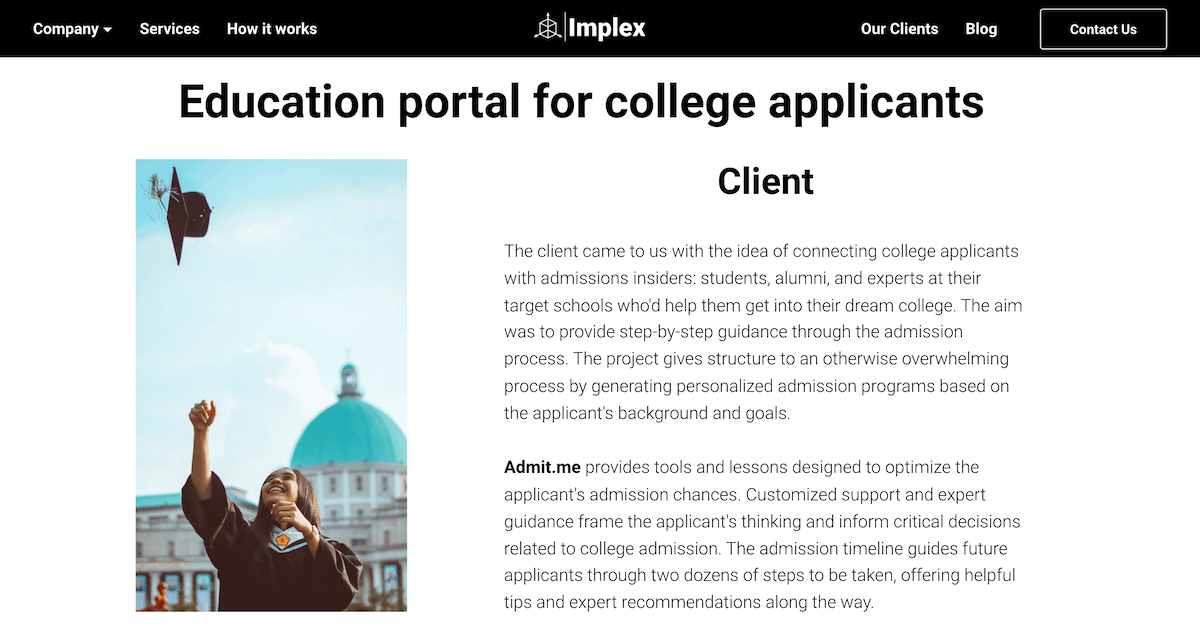 Company
Services
How it works
Implex
Our Clients
Blog
Contact Us
Education portal for college applicants
Client
The client came to us with the idea of connecting college applicants
with admissions insiders: students, alumni, and experts at their
target schools who'd help them get into their dream college. The aim
was to provide step-by-step guidance through the admission
process. The project gives structure to an otherwise overwhelming
process by generating personalized admission programs based on
the applicant's background and goals.
Admit.me provides tools and lessons designed to optimize the
applicant's admission chances. Customized support and expert
guidance frame the applicant's thinking and inform critical decisions
related to college admission. The admission timeline guides future
applicants through two dozens of steps to be taken, offering helpful
tips and expert recommendations along the way.